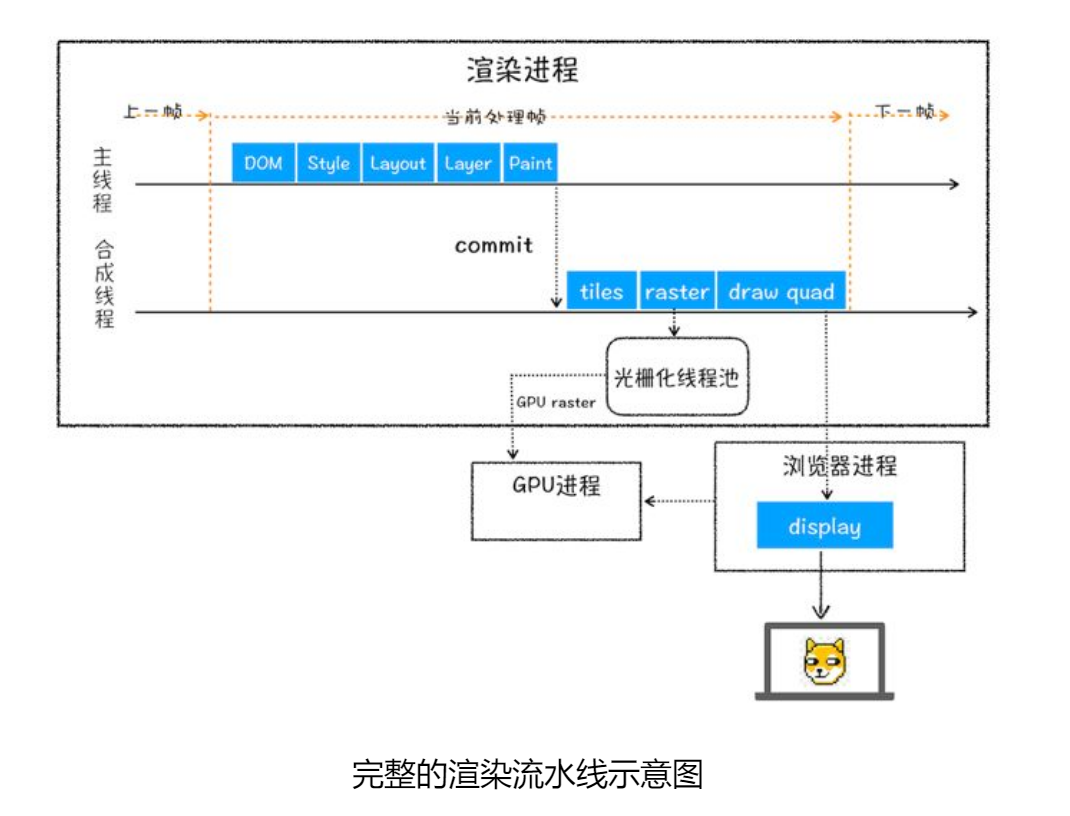 渲染进程
上一帧
当前处理帧
下一帧
主线程
DOM
Style
Layout
Layer
Paint
commit
合成线程
tiles
raster
draw quad
光栅化线程池
GPU raster
GPU进程
浏览器进程
display
完整的渲染流水线示意图